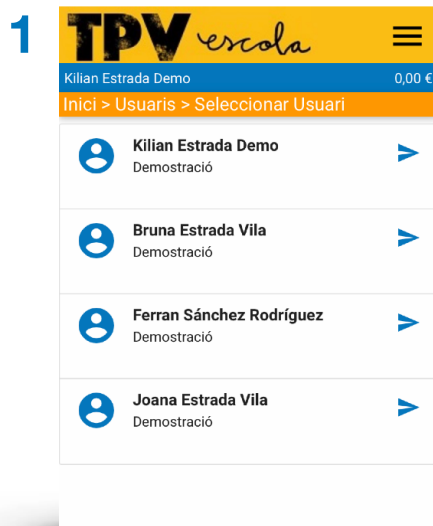 1
TPV escola
Kilian Estrada Demo 0,00 €
Inici > Usuaris > Seleccionar Usuari
Kilian Estrada Demo
Demostració
Bruna Estrada Vila
Demostració
Ferran Sánchez Rodríguez
Demostració
Joana Estrada Vila
Demostració